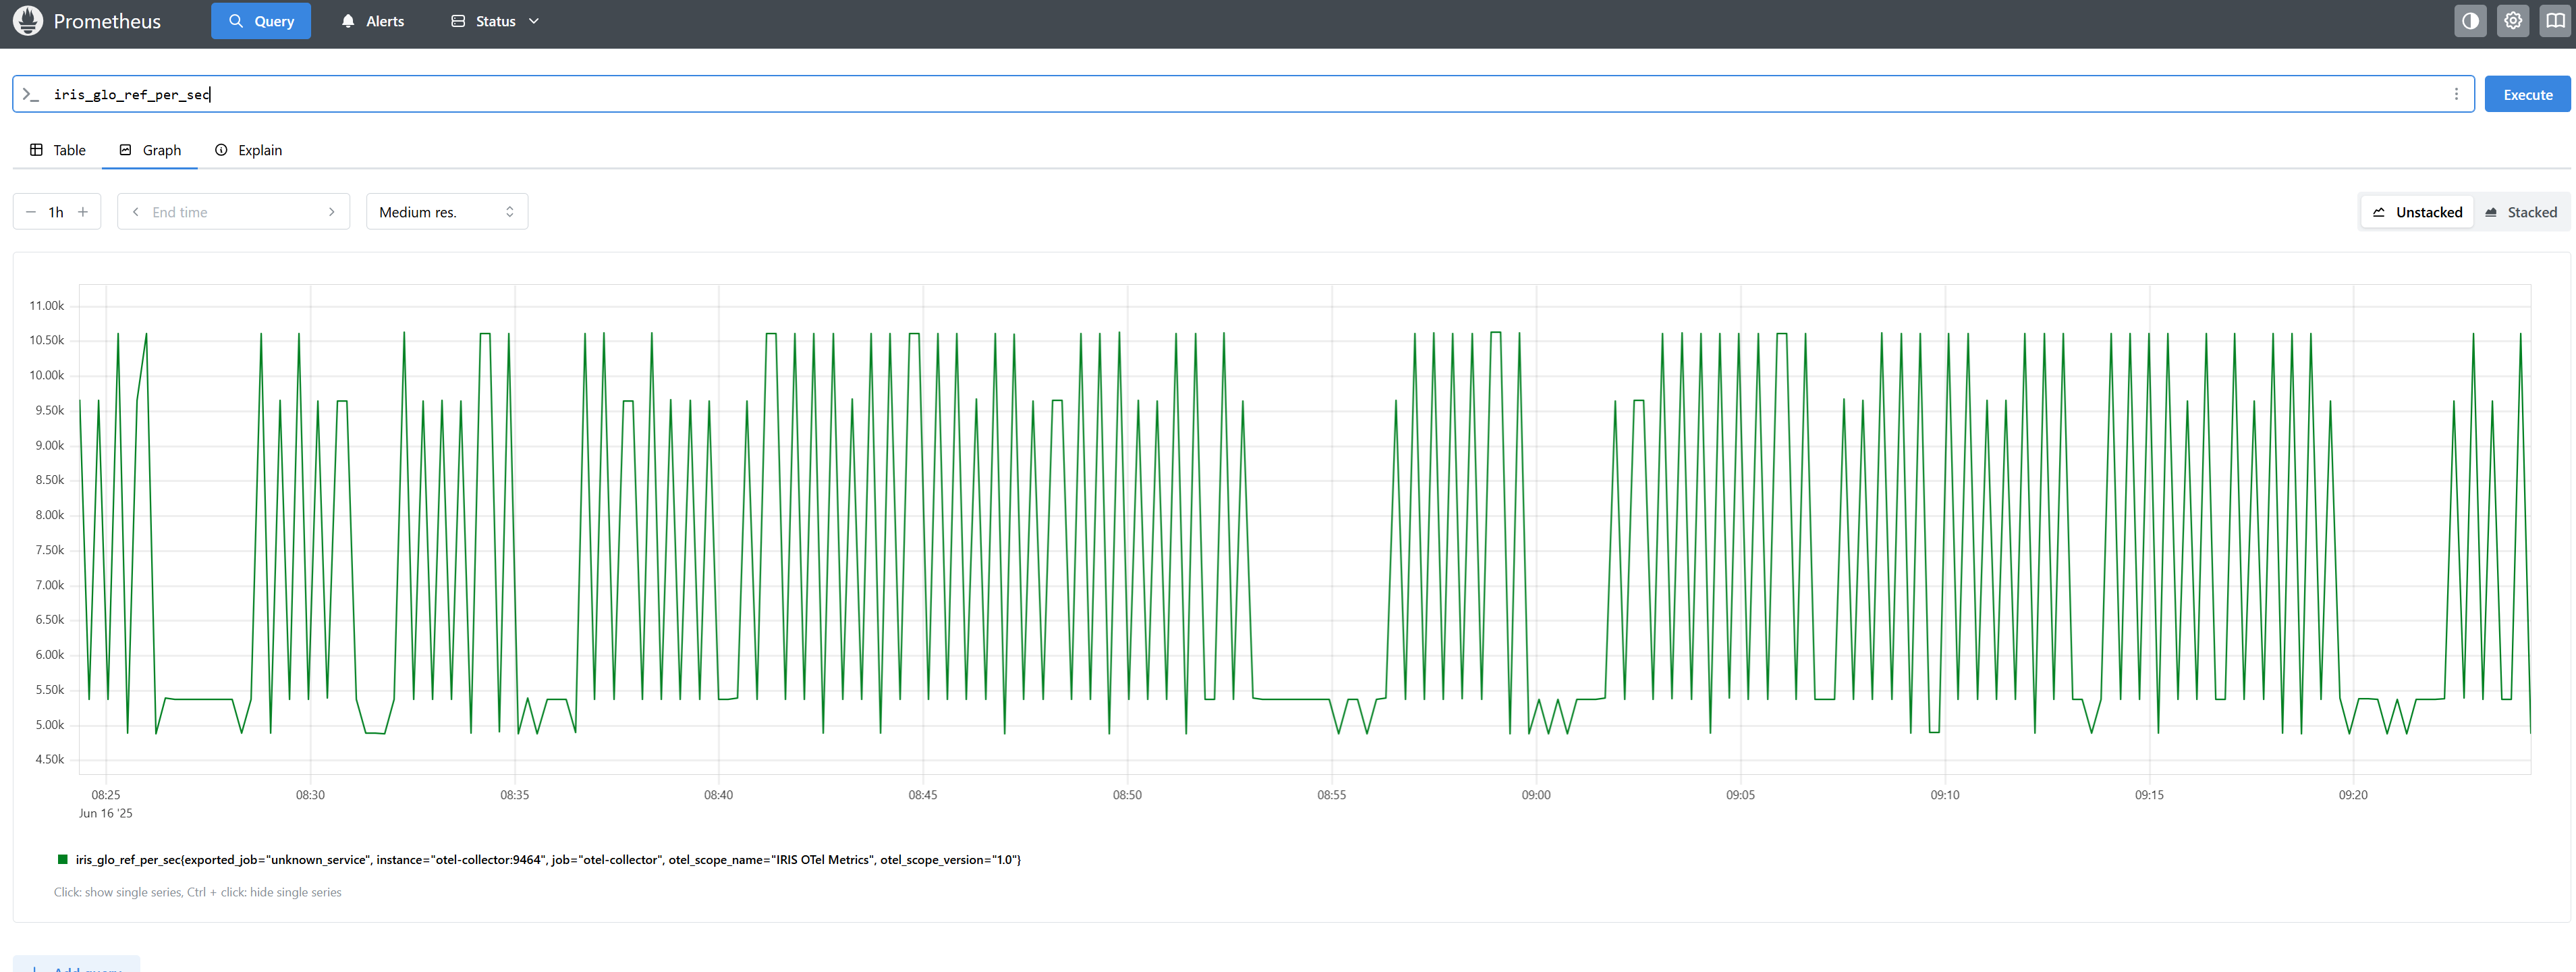 Prometheus Query Alerts Status
iris_glo_ref_per_sec Execute
Table Graph Explain
1h End time Medium res. Unstacked Stacked
11.00k
10.50k
10.00k
9.50k
9.00k
8.50k
8.00k
7.50k
7.00k
6.50k
6.00k
5.50k
5.00k
4.50k
08:25 08:30 08:35 08:40 08:45 08:50 08:55 09:00 09:05 09:10 09:15 09:20
Jun 16 '25
iris_glo_ref_per_sec{exported_job="unknown_service", instance="otel-collector:9464", job="otel-collector", otel_scope_name="IRIS OTel Metrics", otel_scope_version="1.0"}
Click: show single series, Ctrl + click: hide single series
Add query